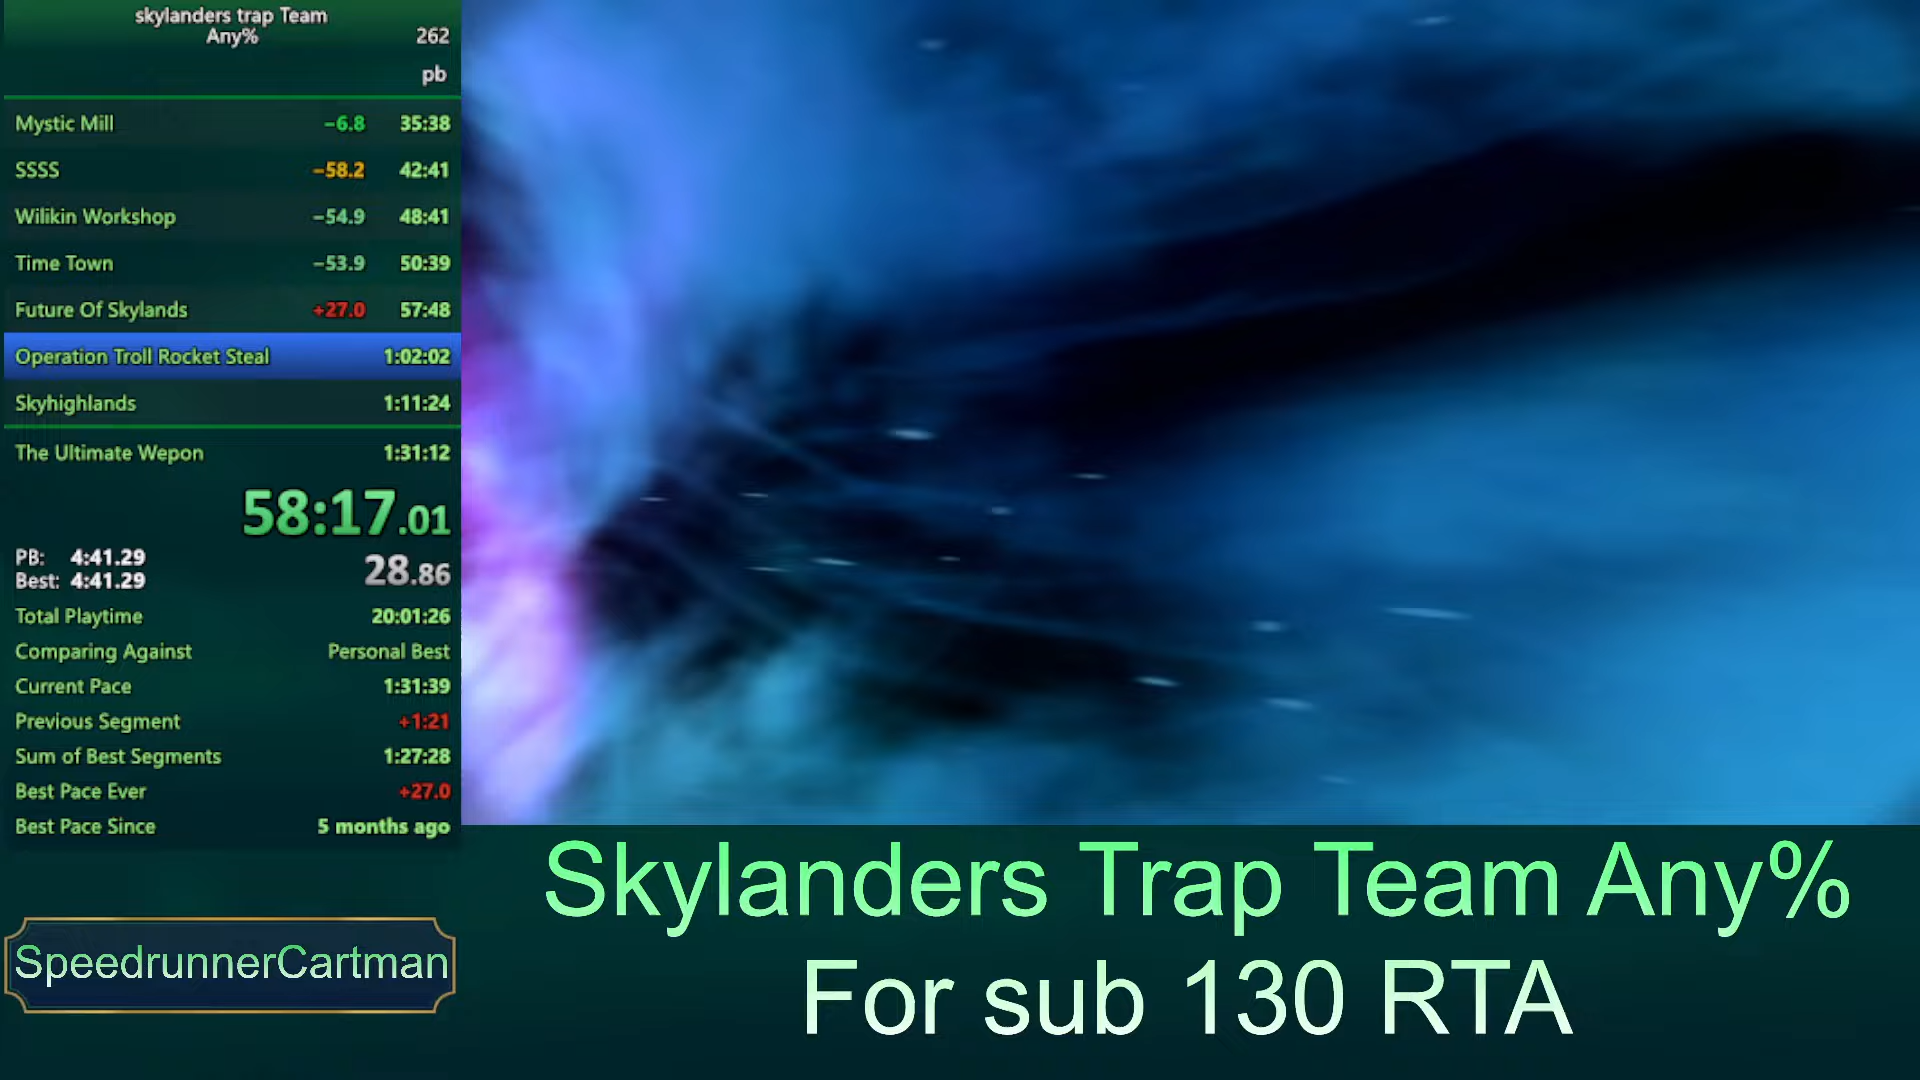 skylanders trap Team
Any% 262
pb
Mystic Mill −6.8 35:38
SSSS −58.2 42:41
Wilikin Workshop −54.9 48:41
Time Town −53.9 50:39
Future Of Skylands +27.0 57:48
Operation Troll Rocket Steal 1:02:02
Skyhighlands 1:11:24
The Ultimate Wepon 1:31:12
58:17.01
PB: 4:41.29 28.86
Best: 4:41.29
Total Playtime 20:01:26
Comparing Against Personal Best
Current Pace 1:31:39
Previous Segment +1:21
Sum of Best Segments 1:27:28
Best Pace Ever +27.0
Best Pace Since 5 months ago
SpeedrunnerCartman
Skylanders Trap Team Any%
For sub 130 RTA